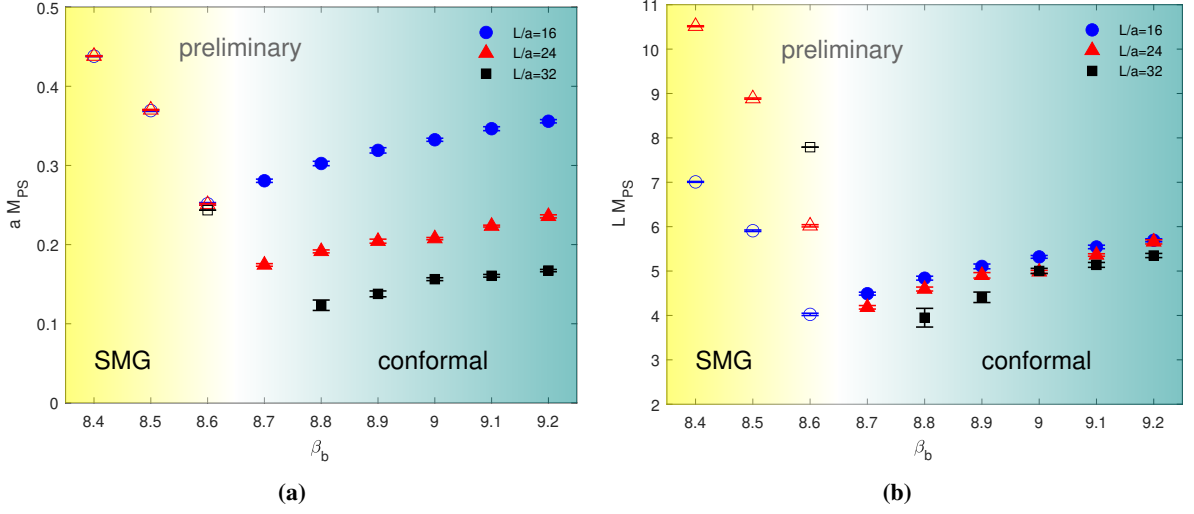 0.5
0.4
0.3
0.2
0.1
0
a M_PS
preliminary
L/a=16
L/a=24
L/a=32
SMG
conformal
8.4 8.5 8.6 8.7 8.8 8.9 9 9.1 9.2
β_b
(a)
11
10
9
8
7
6
5
4
3
2
L M_PS
preliminary
L/a=16
L/a=24
L/a=32
SMG
conformal
8.4 8.5 8.6 8.7 8.8 8.9 9 9.1 9.2
β_b
(b)